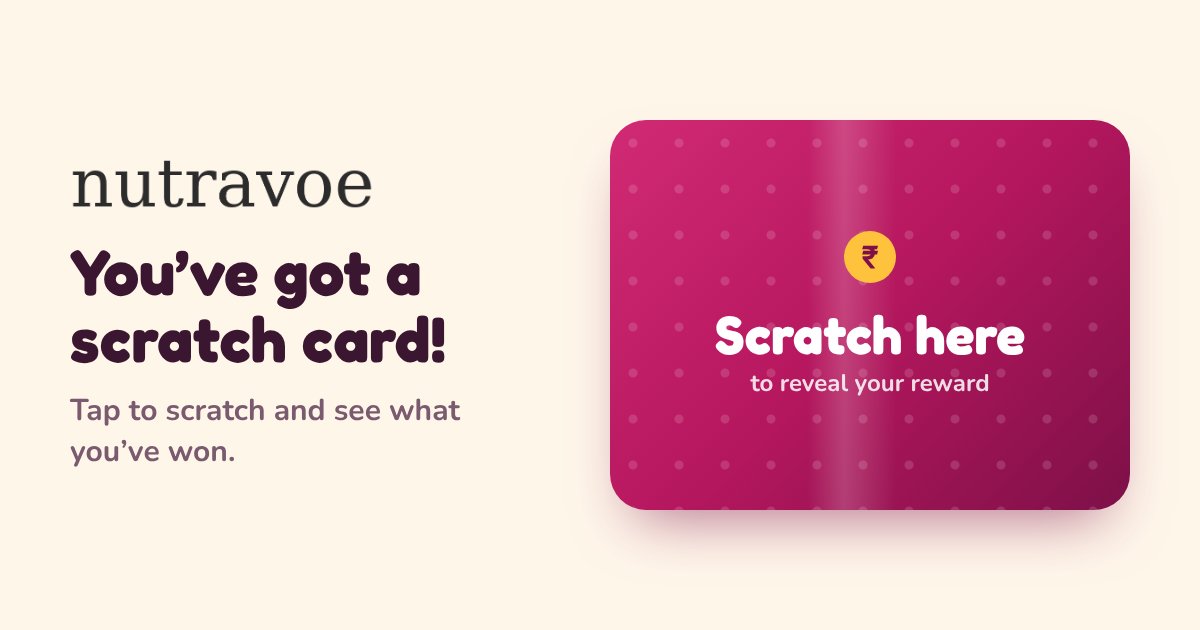 nutravoe
You’ve got a
scratch card!
Tap to scratch and see what
you’ve won.
₹
Scratch here
to reveal your reward